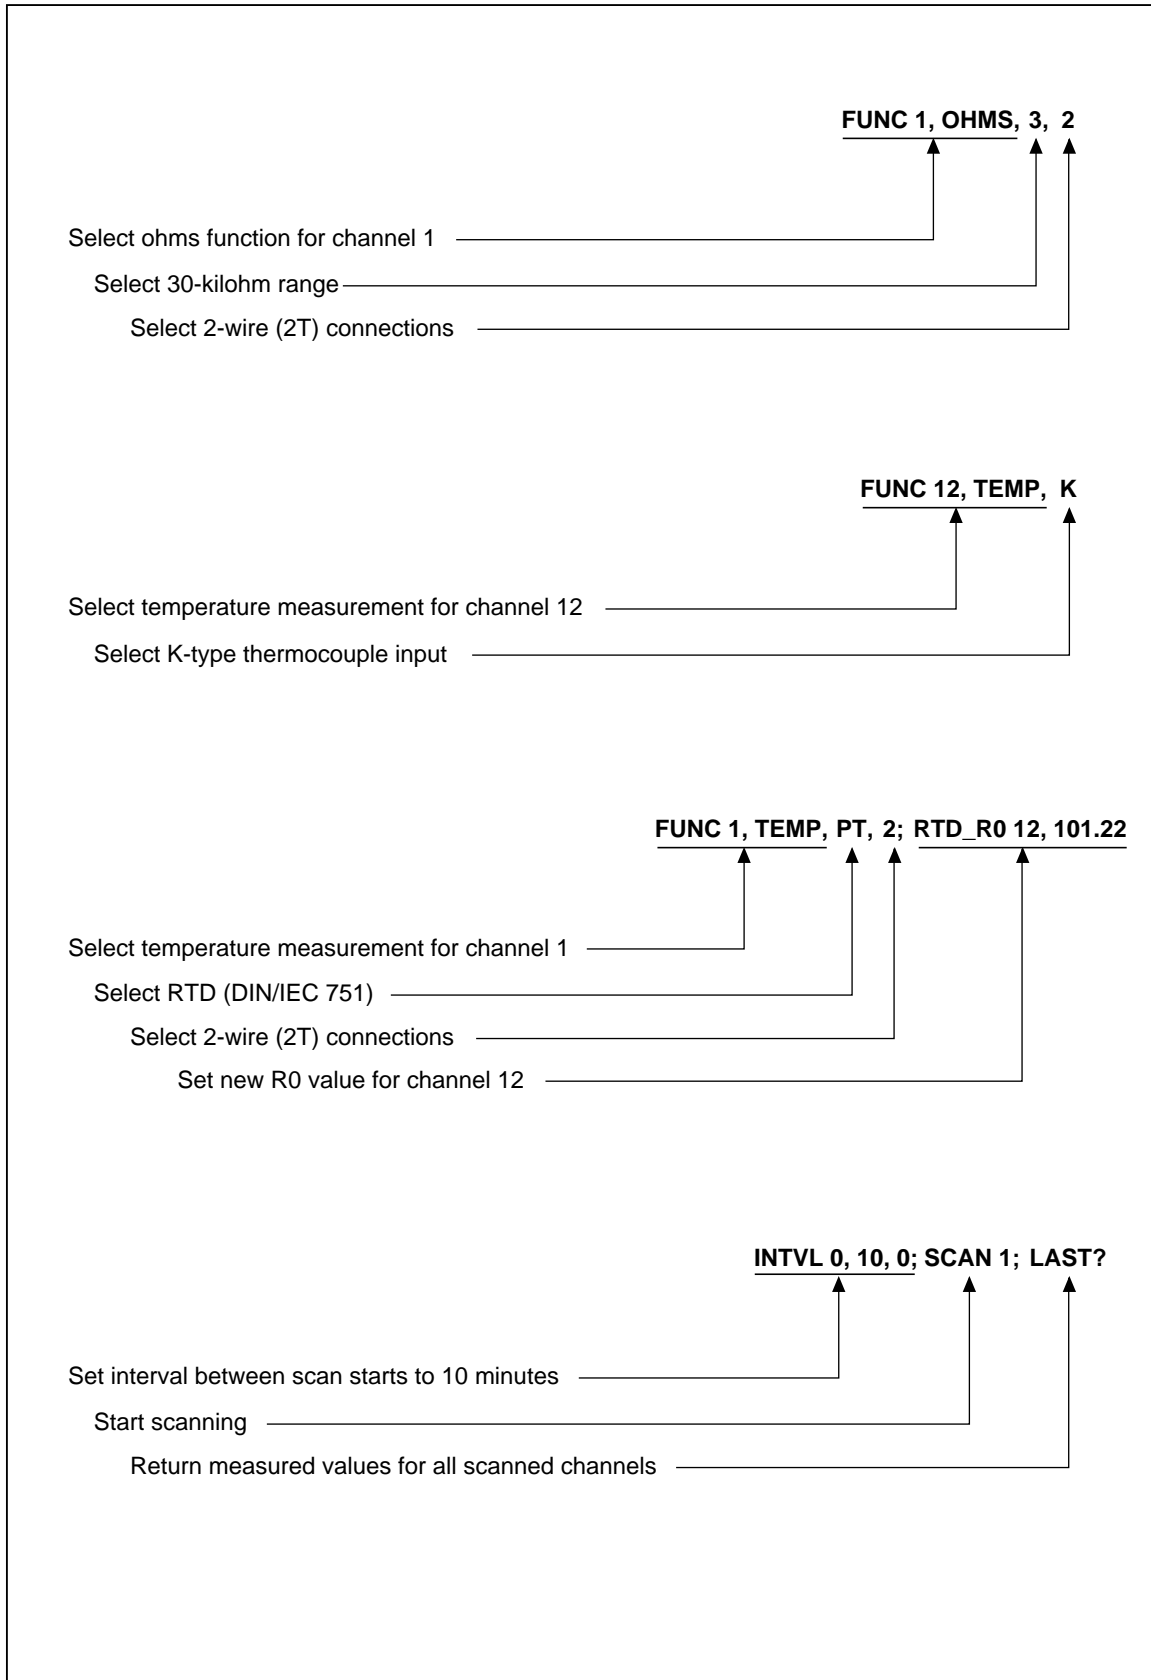 FUNC 1, OHMS, 3, 2
Select ohms function for channel 1
Select 30-kilohm range
Select 2-wire (2T) connections
FUNC 12, TEMP, K
Select temperature measurement for channel 12
Select K-type thermocouple input
FUNC 1, TEMP, PT, 2; RTD_R0 12, 101.22
Select temperature measurement for channel 1
Select RTD (DIN/IEC 751)
Select 2-wire (2T) connections
Set new R0 value for channel 12
INTVL 0, 10, 0; SCAN 1; LAST?
Set interval between scan starts to 10 minutes
Start scanning
Return measured values for all scanned channels